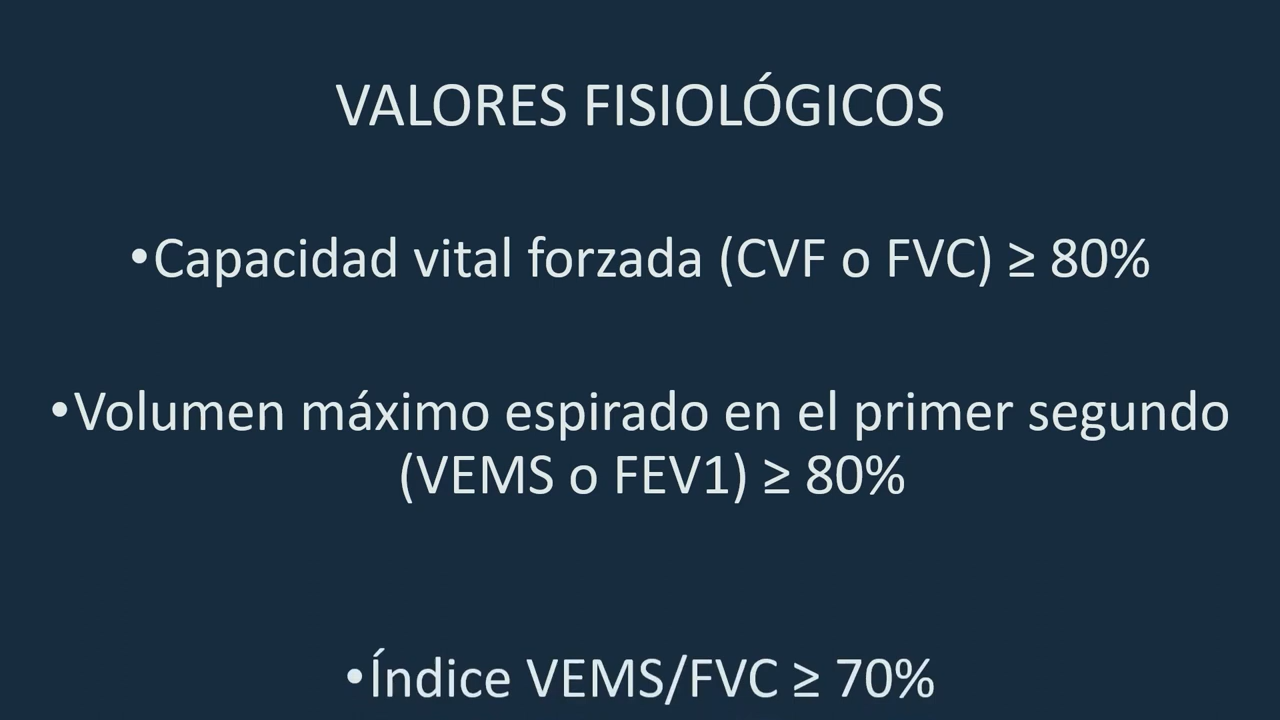 VALORES FISIOLÓGICOS
•Capacidad vital forzada (CVF o FVC) ≥ 80%
•Volumen máximo espirado en el primer segundo
(VEMS o FEV1) ≥ 80%
•Índice VEMS/FVC ≥ 70%